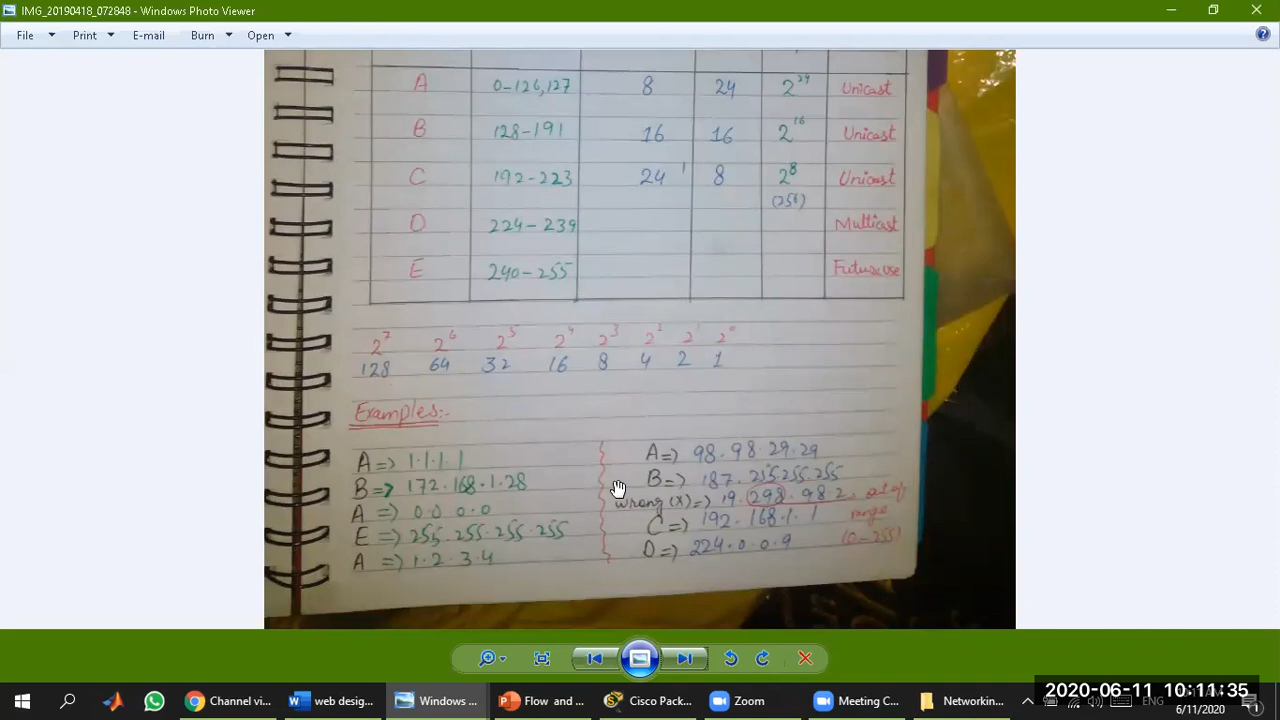 IMG_20190418_072848 - Windows Photo Viewer
File Print E-mail Burn Open
A 0-126,127 8 24 2^24 Unicast
B 128-191 16 16 2^16 Unicast
C 192-223 24 8 2^8 Unicast
(256)
D 224-239 Multicast
E 240-255 Future use
2^7 2^6 2^5 2^4 2^3 2^2 2^1 2^0
128 64 32 16 8 4 2 1
Examples:-
A => 1.1.1.1
B => 172.168.1.28
A => 0.0.0.0
E => 255.255.255.255
A => 1.2.3.4
A => 98.98.29.29
B => 187.255.255.255
wrong (X) => 19.298.98.2, out of
C => 192.168.1.1 range
D => 224.0.0.9 (0-255)
Channel vi... web desig... Windows ... Flow and ... Cisco Pack... Zoom Meeting C... Networkin... ENG
2020-06-11 10:11:35
6/11/2020